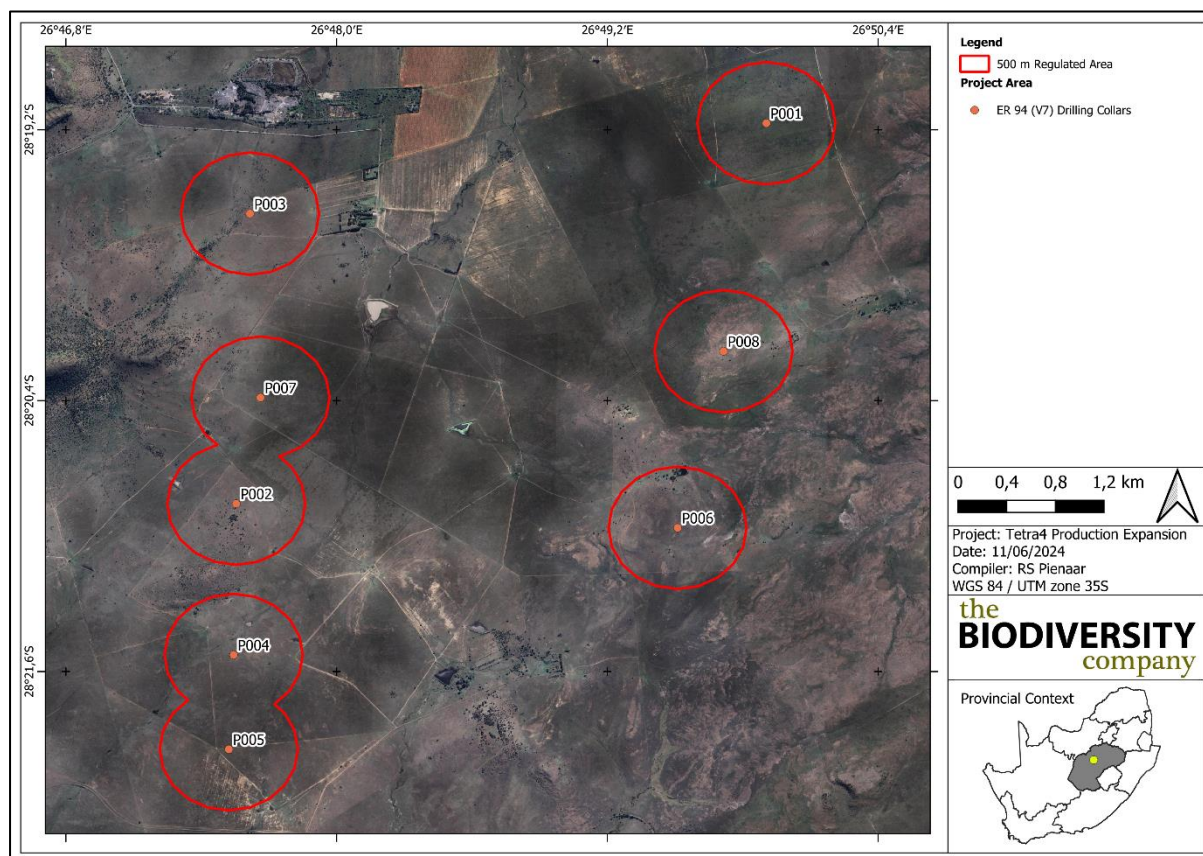 26°46,8'E
26°48,0'E
26°49,2'E
26°50,4'E
28°19,2'S
28°20,4'S
28°21,6'S
P001
P003
P008
P007
P002
P006
P004
P005
Legend
500 m Regulated Area
Project Area
ER 94 (V7) Drilling Collars
0 0,4 0,8 1,2 km
Project: Tetra4 Production Expansion
Date: 11/06/2024
Compiler: RS Pienaar
WGS 84 / UTM zone 35S
the
BIODIVERSITY
company
Provincial Context